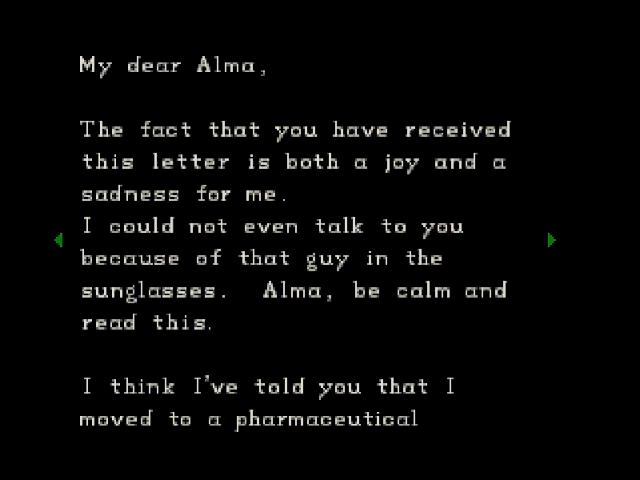 My dear Alma,
The fact that you have received
this letter is both a joy and a
sadness for me.
I could not even talk to you
because of that guy in the
sunglasses.  Alma, be calm and
read this.
I think I've told you that I
moved to a pharmaceutical